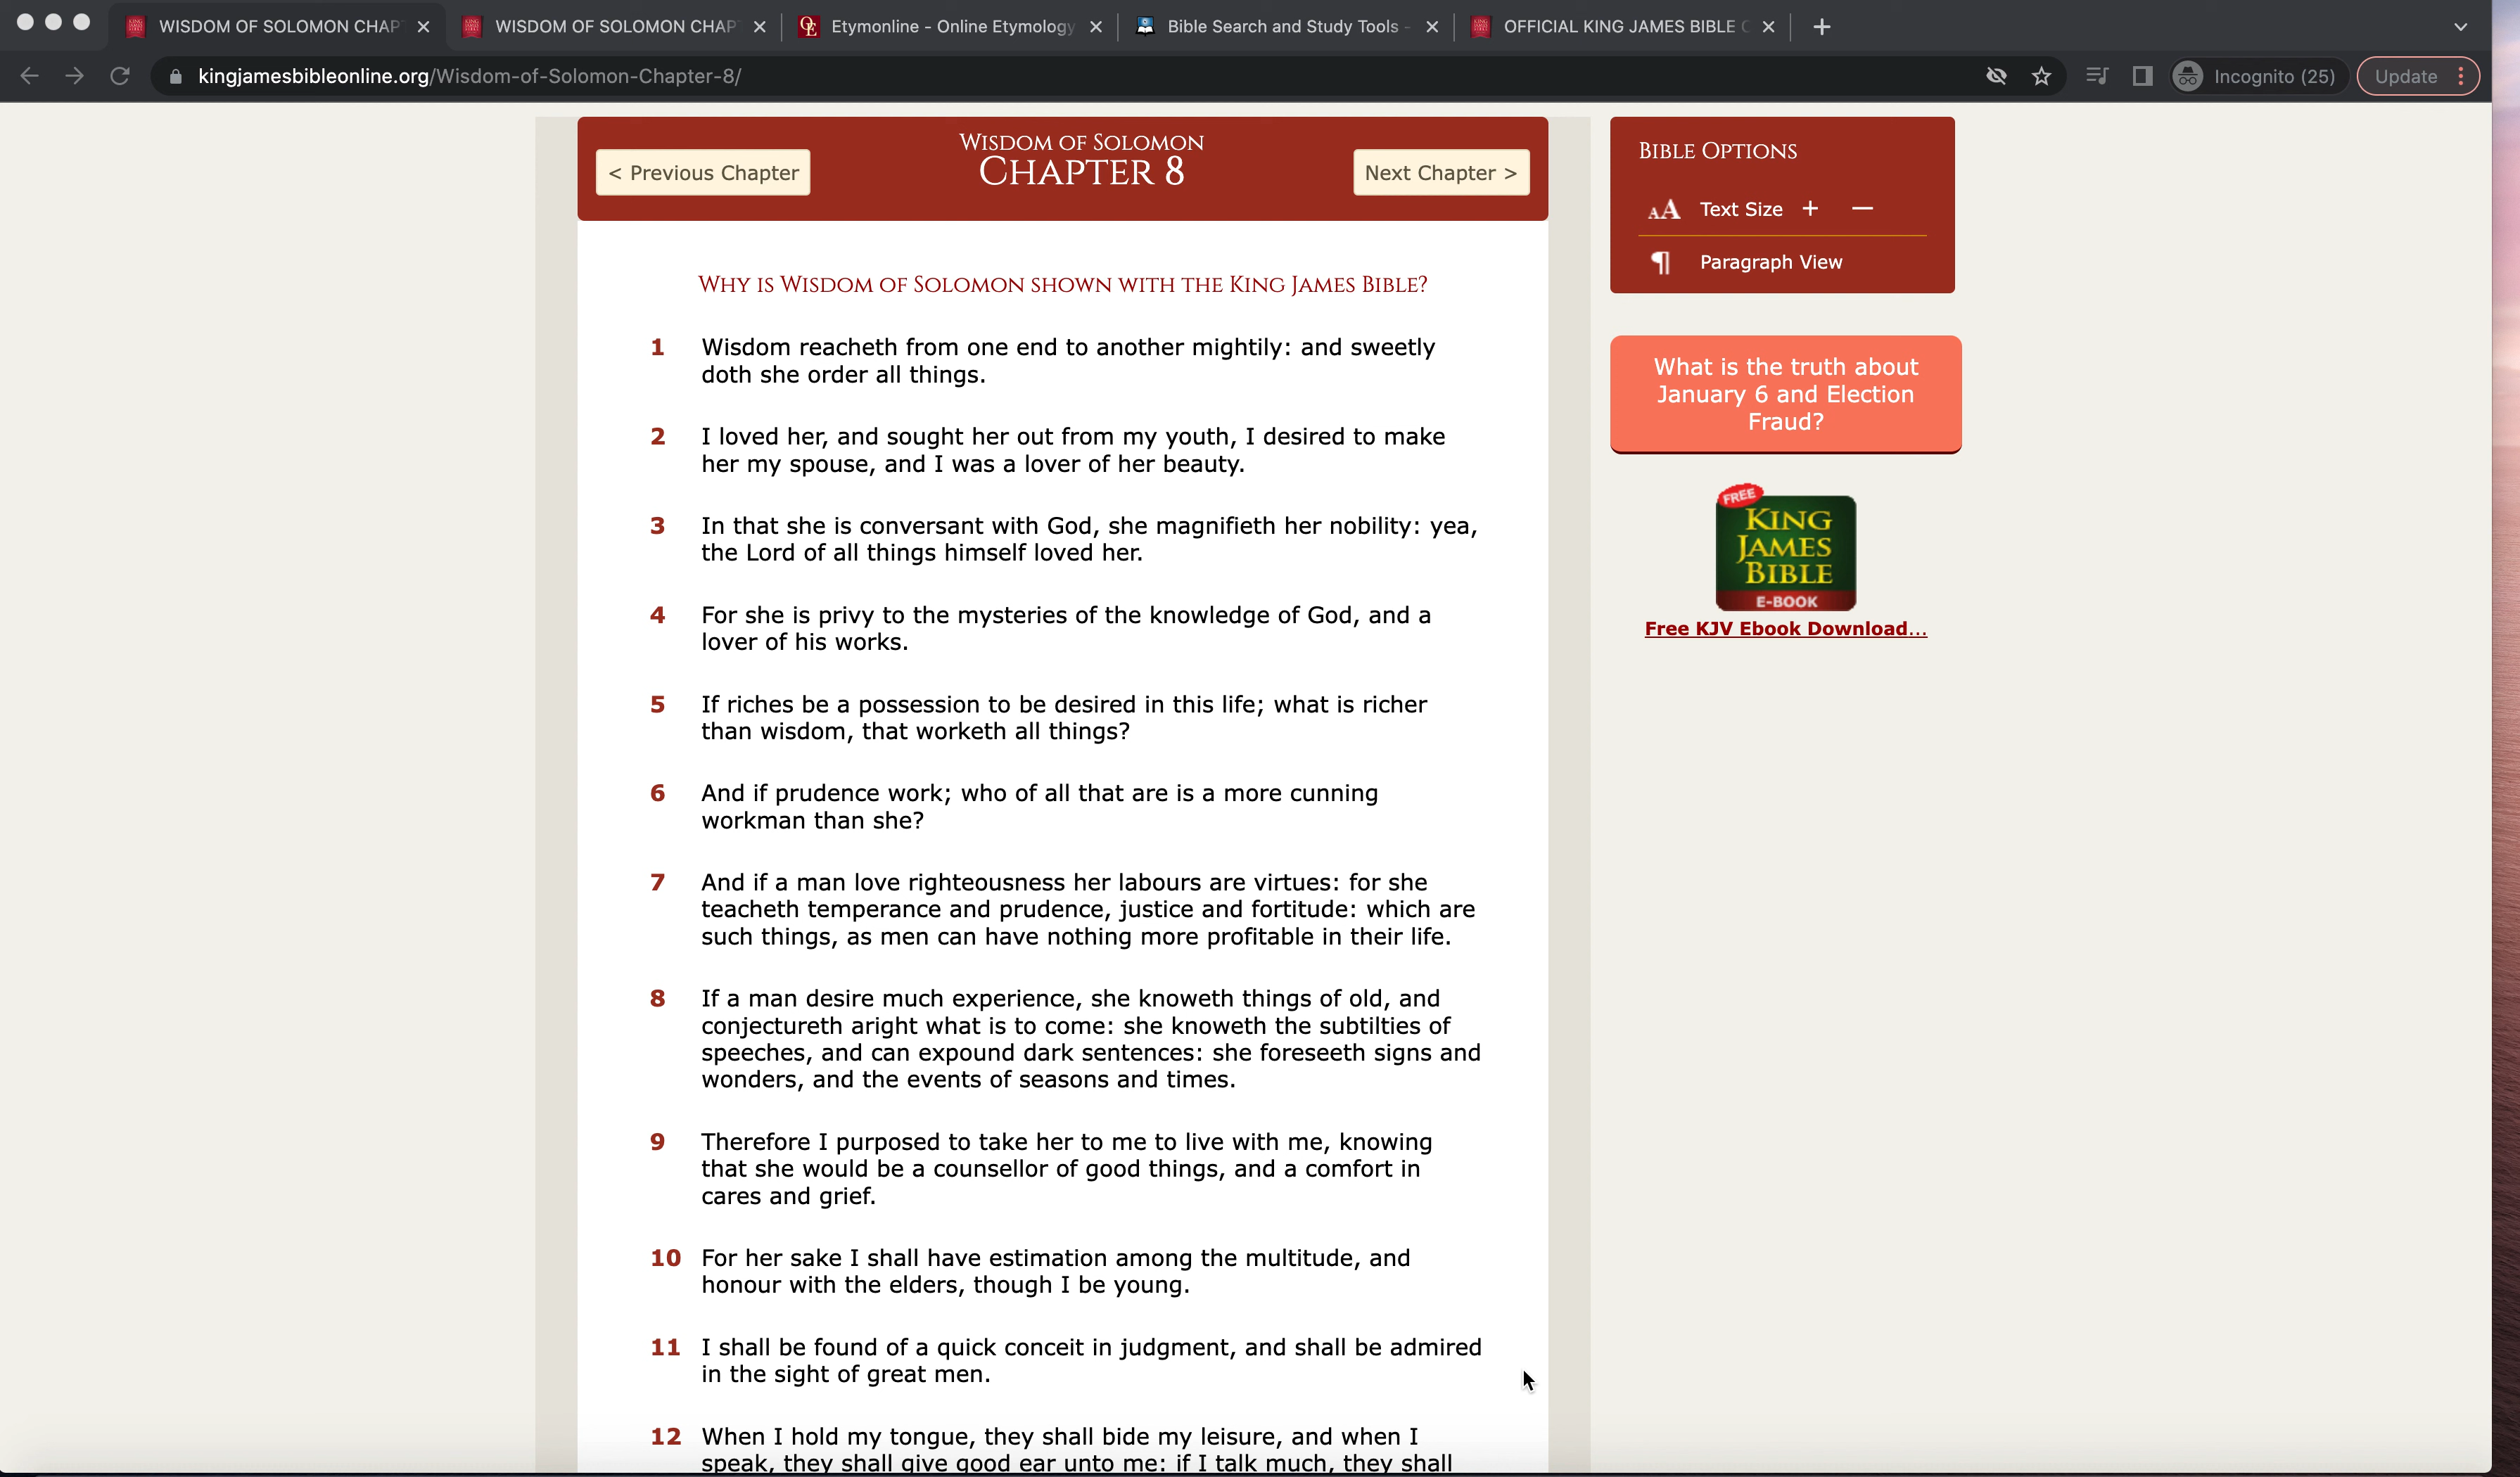 WISDOM OF SOLOMON CHAP
WISDOM OF SOLOMON CHAP
Etymonline - Online Etymology
Bible Search and Study Tools -
OFFICIAL KING JAMES BIBLE
kingjamesbibleonline.org/Wisdom-of-Solomon-Chapter-8/
Incognito (25)
Update
< Previous Chapter
WISDOM OF SOLOMON
CHAPTER 8
Next Chapter >
WHY IS WISDOM OF SOLOMON SHOWN WITH THE KING JAMES BIBLE?
1 Wisdom reacheth from one end to another mightily: and sweetly
doth she order all things.
2 I loved her, and sought her out from my youth, I desired to make
her my spouse, and I was a lover of her beauty.
3 In that she is conversant with God, she magnifieth her nobility: yea,
the Lord of all things himself loved her.
4 For she is privy to the mysteries of the knowledge of God, and a
lover of his works.
5 If riches be a possession to be desired in this life; what is richer
than wisdom, that worketh all things?
6 And if prudence work; who of all that are is a more cunning
workman than she?
7 And if a man love righteousness her labours are virtues: for she
teacheth temperance and prudence, justice and fortitude: which are
such things, as men can have nothing more profitable in their life.
8 If a man desire much experience, she knoweth things of old, and
conjectureth aright what is to come: she knoweth the subtilties of
speeches, and can expound dark sentences: she foreseeth signs and
wonders, and the events of seasons and times.
9 Therefore I purposed to take her to me to live with me, knowing
that she would be a counsellor of good things, and a comfort in
cares and grief.
10 For her sake I shall have estimation among the multitude, and
honour with the elders, though I be young.
11 I shall be found of a quick conceit in judgment, and shall be admired
in the sight of great men.
12 When I hold my tongue, they shall bide my leisure, and when I
speak, they shall give good ear unto me: if I talk much, they shall
BIBLE OPTIONS
AA Text Size + —
¶ Paragraph View
What is the truth about
January 6 and Election
Fraud?
FREE
KING
JAMES
BIBLE
E-BOOK
Free KJV Ebook Download...